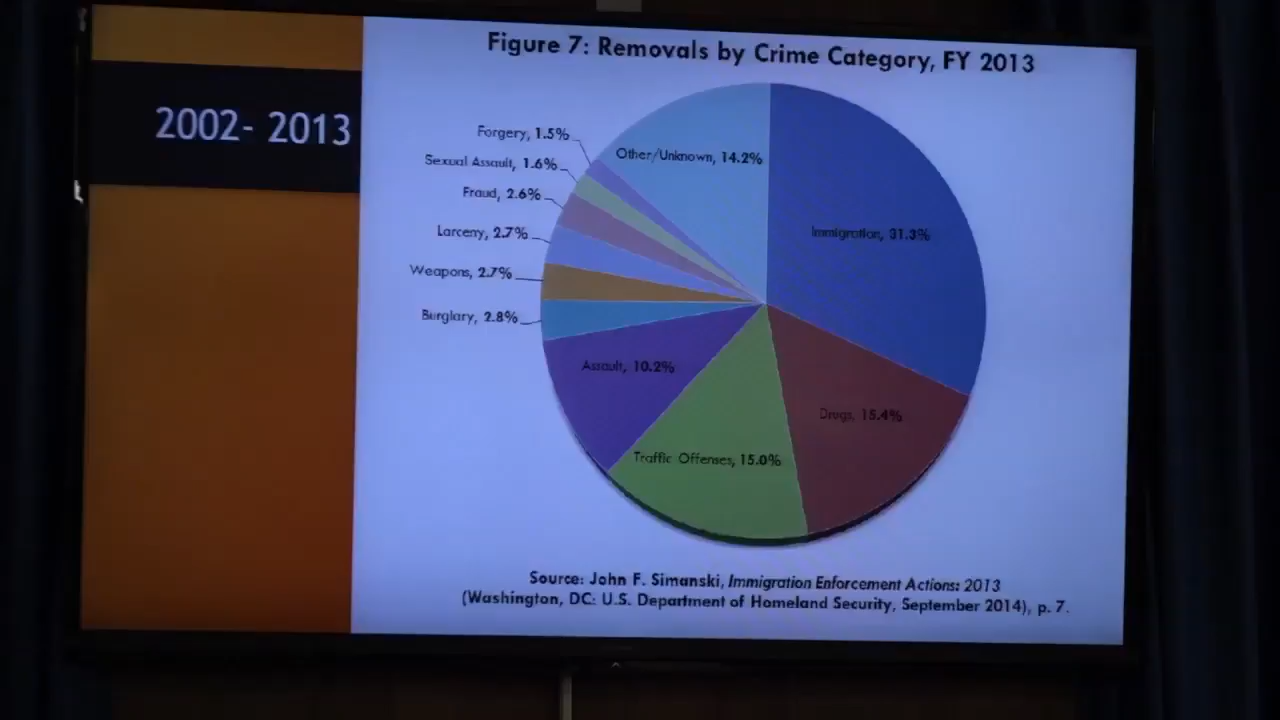 Figure 7: Removals by Crime Category, FY 2013
2002- 2013
Forgery, 1.5%
Other/Unknown, 14.2%
Sexual Assault, 1.6%
Fraud, 2.6%
Larceny, 2.7%
Immigration, 31.3%
Weapons, 2.7%
Burglary, 2.8%
Assault, 10.2%
Drugs, 15.4%
Traffic Offenses, 15.0%
Source: John F. Simanski, Immigration Enforcement Actions: 2013
(Washington, DC: U.S. Department of Homeland Security, September 2014), p. 7.